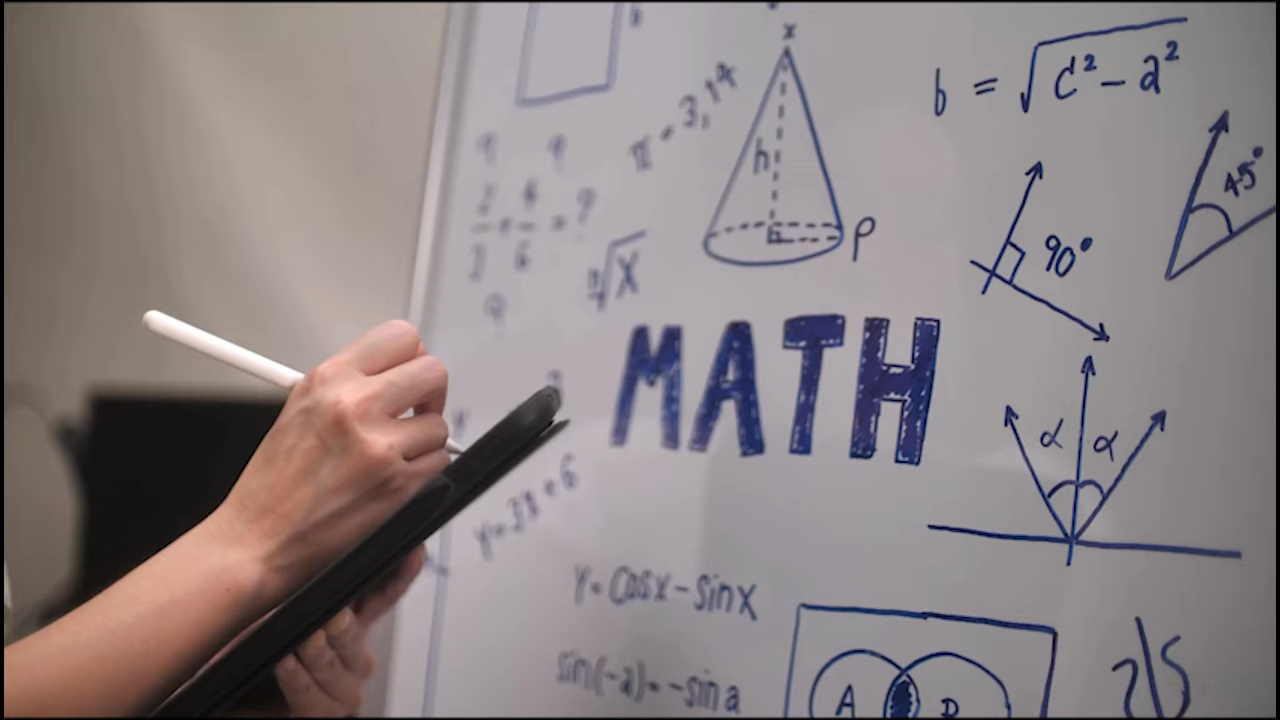 x
π = 3,14
h
ρ
b = √c² - a²
45°
90°
ⁿ√x
MATH
α α
y = 3x + 6
Y = Cosx - sinx
sin(-a) = -sin a
A